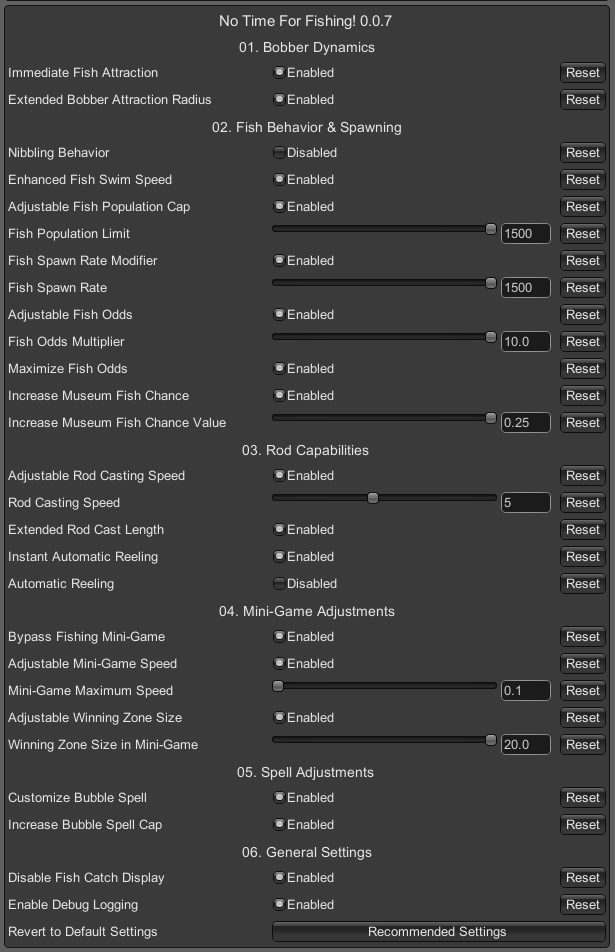 No Time For Fishing! 0.0.7
01. Bobber Dynamics
Immediate Fish Attraction Enabled Reset
Extended Bobber Attraction Radius Enabled Reset
02. Fish Behavior & Spawning
Nibbling Behavior Disabled Reset
Enhanced Fish Swim Speed Enabled Reset
Adjustable Fish Population Cap Enabled Reset
Fish Population Limit 1500 Reset
Fish Spawn Rate Modifier Enabled Reset
Fish Spawn Rate 1500 Reset
Adjustable Fish Odds Enabled Reset
Fish Odds Multiplier 10.0 Reset
Maximize Fish Odds Enabled Reset
Increase Museum Fish Chance Enabled Reset
Increase Museum Fish Chance Value 0.25 Reset
03. Rod Capabilities
Adjustable Rod Casting Speed Enabled Reset
Rod Casting Speed 5 Reset
Extended Rod Cast Length Enabled Reset
Instant Automatic Reeling Enabled Reset
Automatic Reeling Disabled Reset
04. Mini-Game Adjustments
Bypass Fishing Mini-Game Enabled Reset
Adjustable Mini-Game Speed Enabled Reset
Mini-Game Maximum Speed 0.1 Reset
Adjustable Winning Zone Size Enabled Reset
Winning Zone Size in Mini-Game 20.0 Reset
05. Spell Adjustments
Customize Bubble Spell Enabled Reset
Increase Bubble Spell Cap Enabled Reset
06. General Settings
Disable Fish Catch Display Enabled Reset
Enable Debug Logging Enabled Reset
Revert to Default Settings Recommended Settings